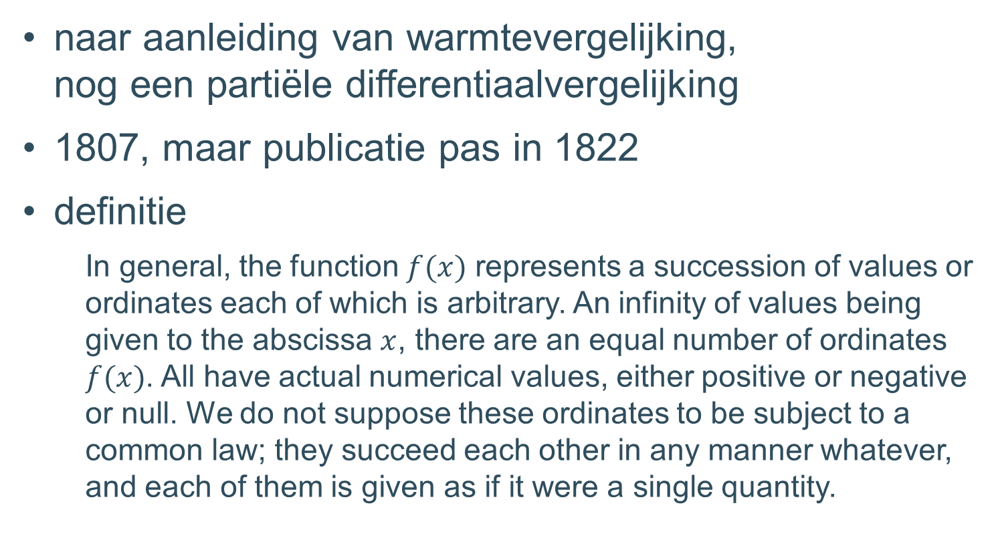 • naar aanleiding van warmtevergelijking,
nog een partiële differentiaalvergelijking
• 1807, maar publicatie pas in 1822
• definitie
In general, the function 𝑓(𝑥) represents a succession of values or
ordinates each of which is arbitrary. An infinity of values being
given to the abscissa 𝑥, there are an equal number of ordinates
𝑓(𝑥). All have actual numerical values, either positive or negative
or null. We do not suppose these ordinates to be subject to a
common law; they succeed each other in any manner whatever,
and each of them is given as if it were a single quantity.